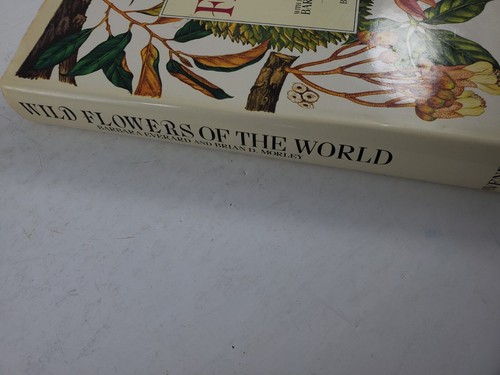 WILD FLOWERS OF THE WORLD
BARBARA EVERARD AND BRIAN D. MORLEY